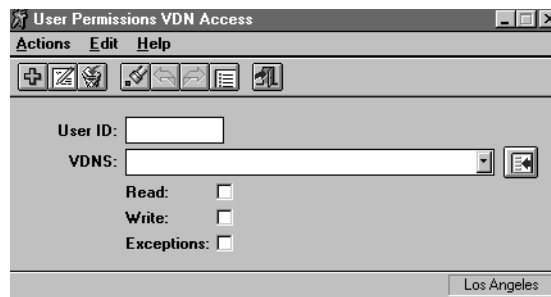 User Permissions VDN Access
Actions Edit Help
User ID:
VDNS:
Read:
Write:
Exceptions:
Los Angeles